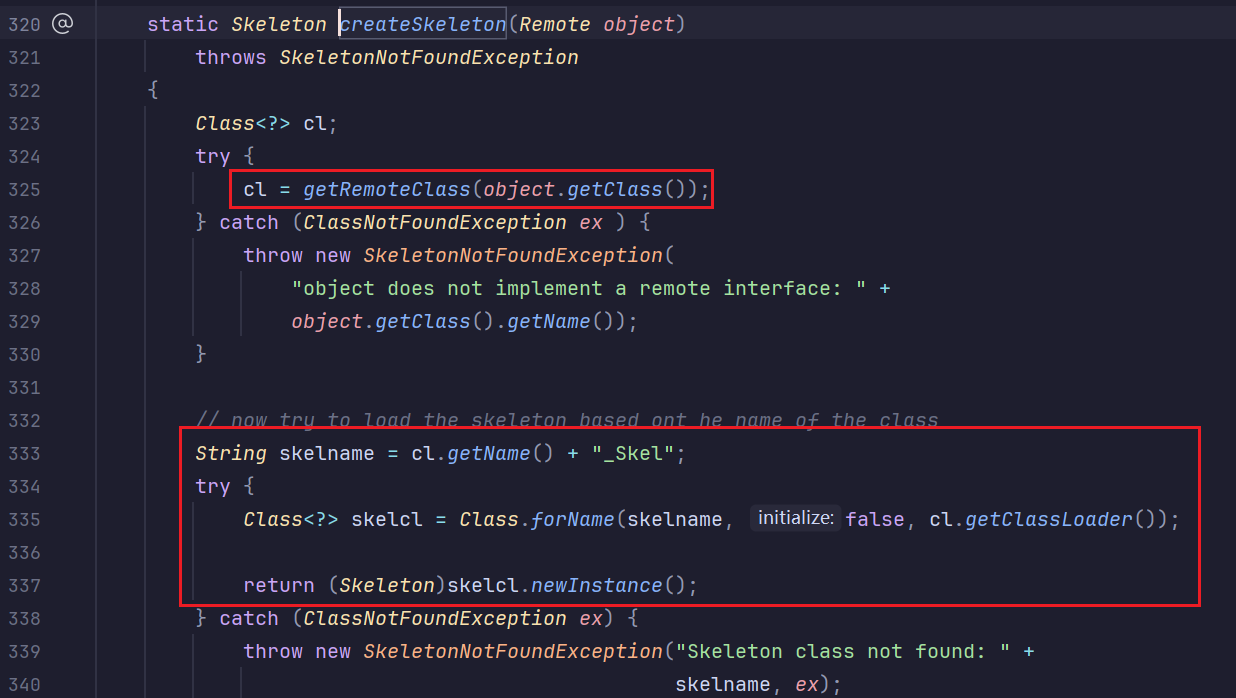 320 @ static Skeleton createSkeleton(Remote object)
321 throws SkeletonNotFoundException
322 {
323 Class<?> cl;
324 try {
325 cl = getRemoteClass(object.getClass());
326 } catch (ClassNotFoundException ex ) {
327 throw new SkeletonNotFoundException(
328 "object does not implement a remote interface: " +
329 object.getClass().getName());
330 }
331
332 // now try to load the skeleton based ont he name of the class
333 String skelname = cl.getName() + "_Skel";
334 try {
335 Class<?> skelcl = Class.forName(skelname, initialize: false, cl.getClassLoader());
336
337 return (Skeleton)skelcl.newInstance();
338 } catch (ClassNotFoundException ex) {
339 throw new SkeletonNotFoundException("Skeleton class not found: " +
340 skelname, ex);